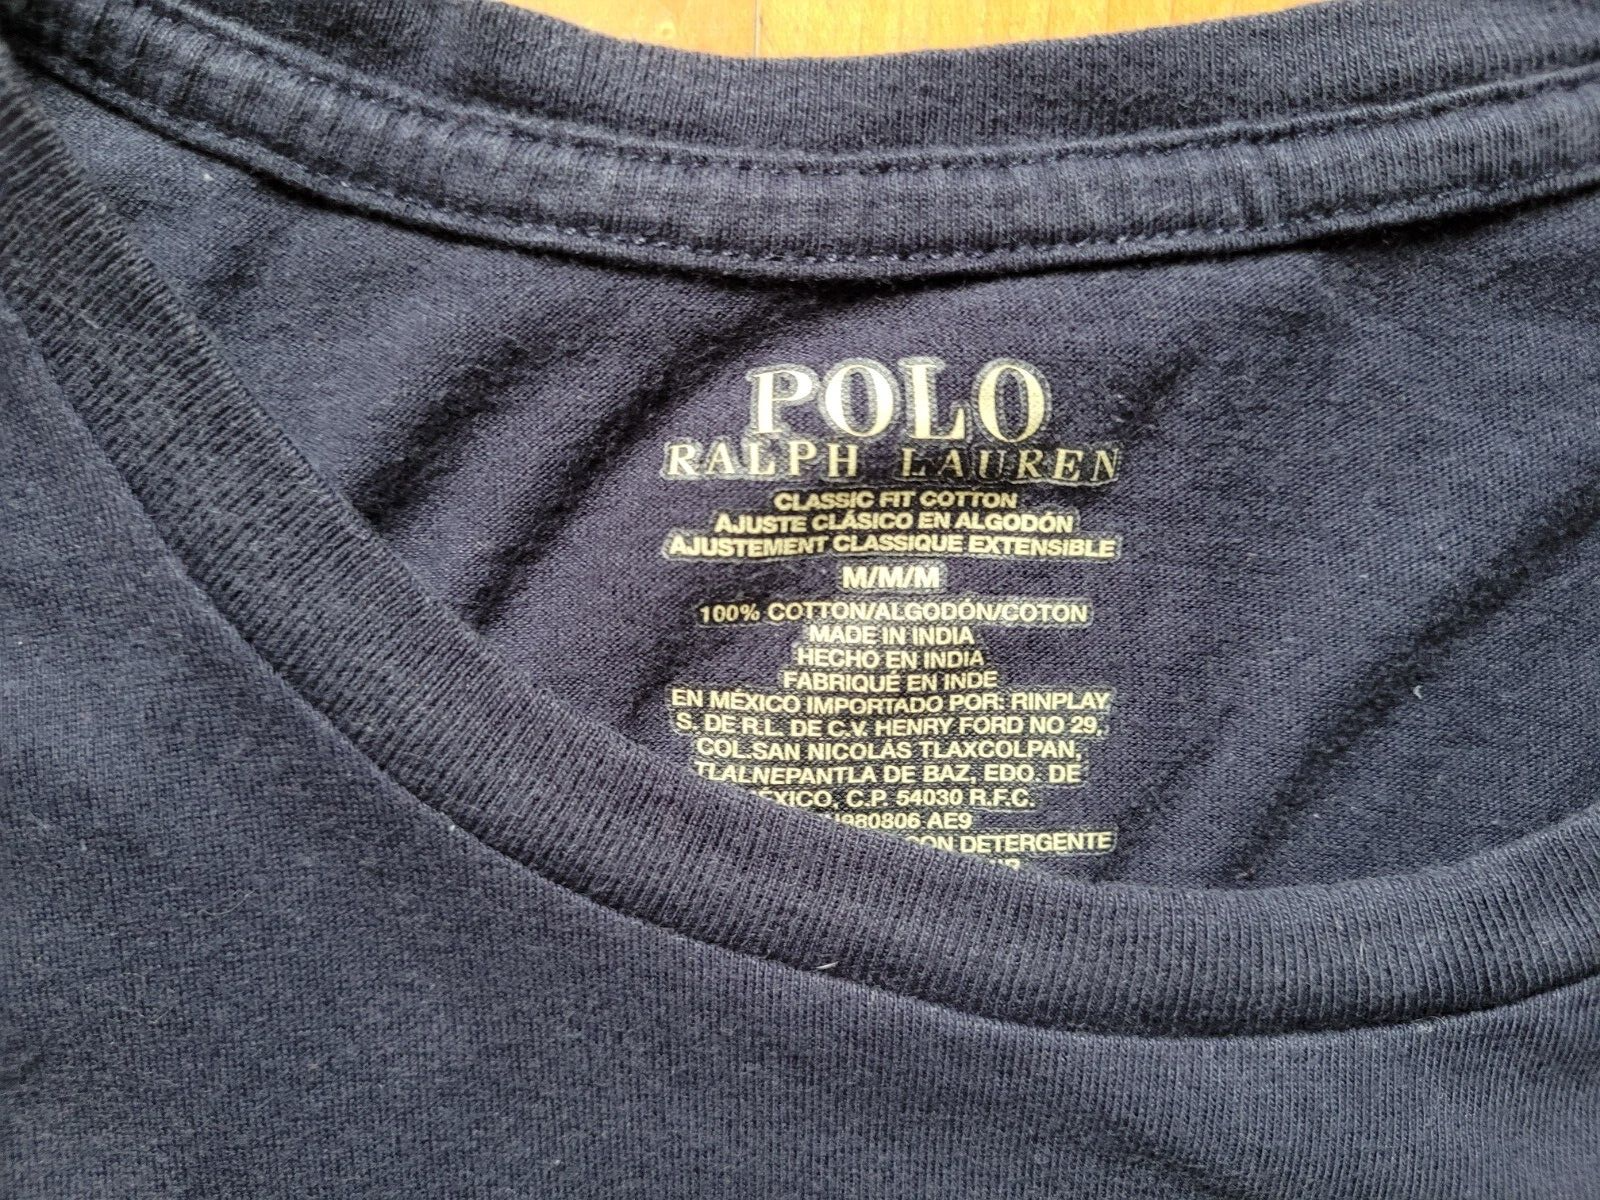 POLO
RALPH LAUREN
CLASSIC FIT COTTON
AJUSTE CLÁSICO EN ALGODÓN
AJUSTEMENT CLASSIQUE EXTENSIBLE
M/M/M
100% COTTON/ALGODÓN/COTON
MADE IN INDIA
HECHO EN INDIA
FABRIQUÉ EN INDE
EN MÉXICO IMPORTADO POR: RINPLAY
S. DE R.L. DE C.V. HENRY FORD NO 29,
COL.SAN NICOLÁS TLAXCOLPAN,
TLALNEPANTLA DE BAZ, EDO. DE
C.P. 54030 R.F.C.
AE9
CON DETERGENTE